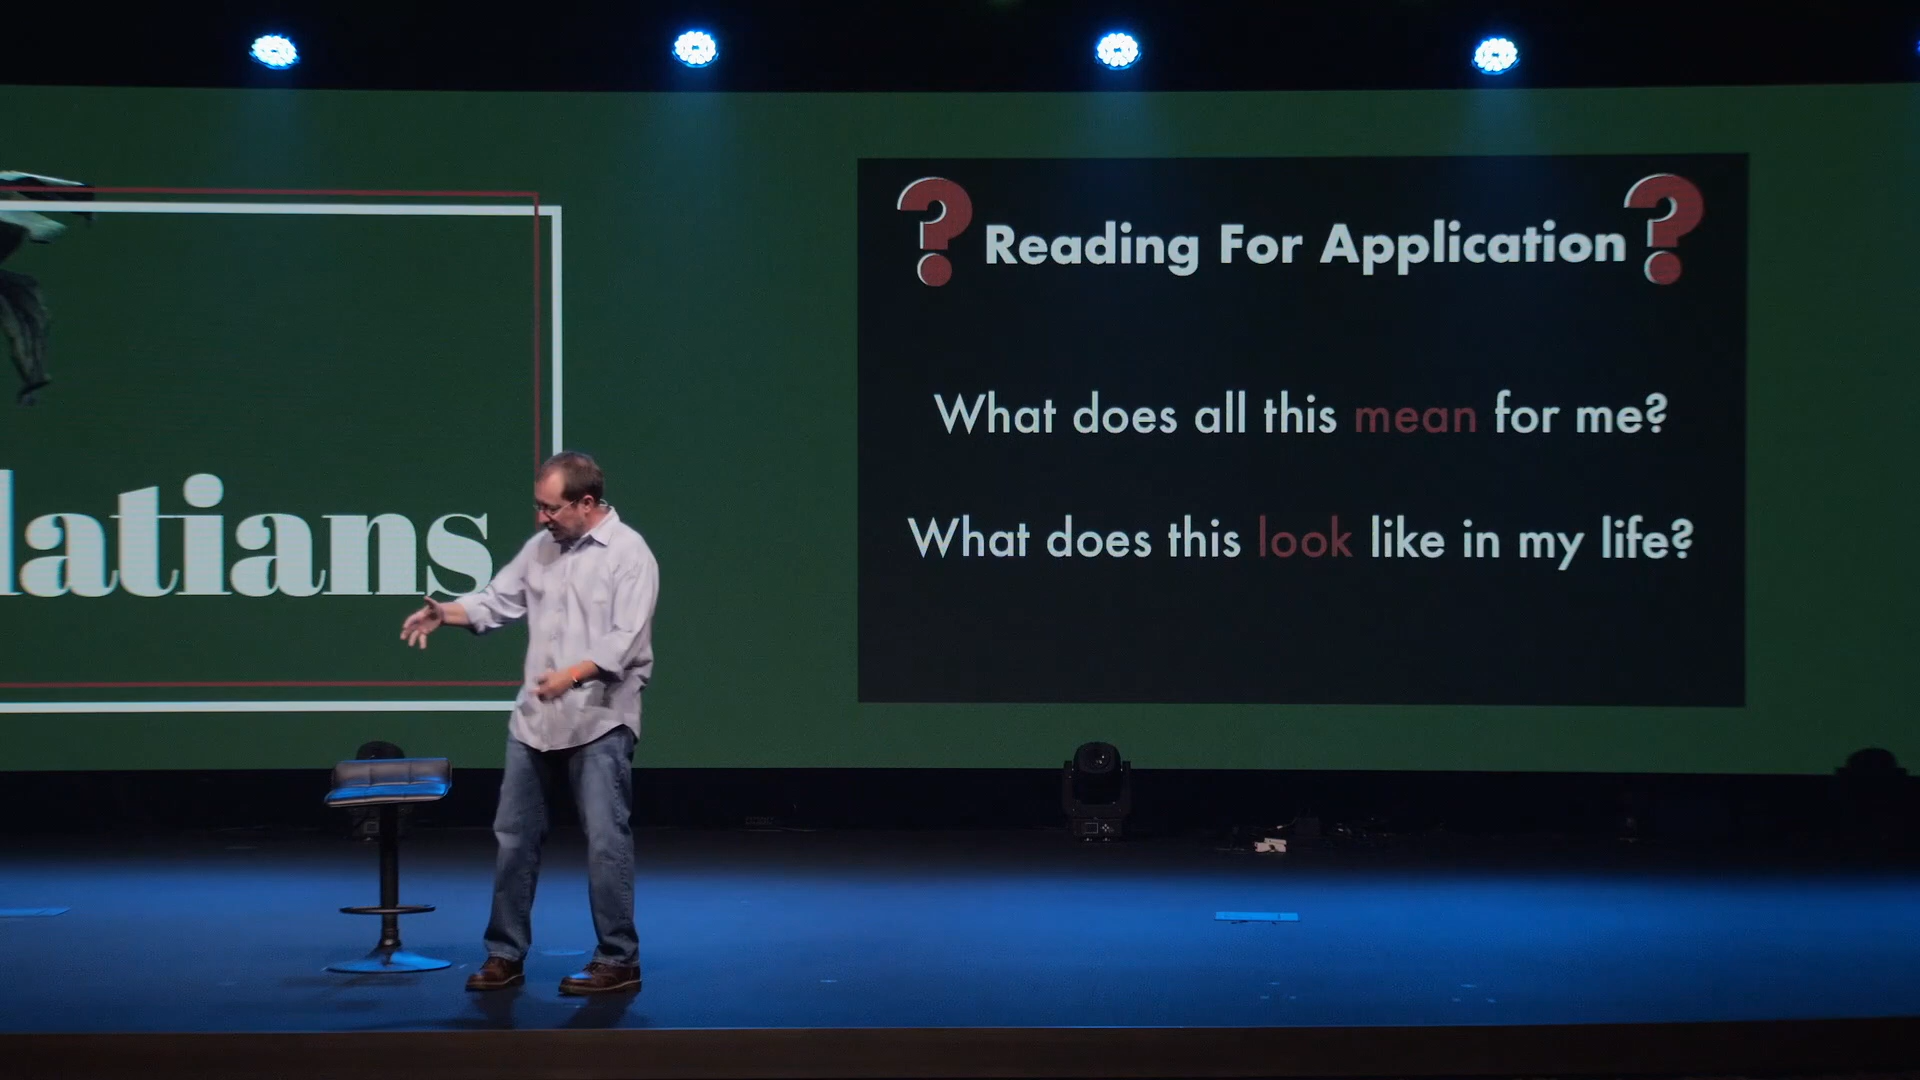 latians
? Reading For Application ?
What does all this mean for me?
What does this look like in my life?